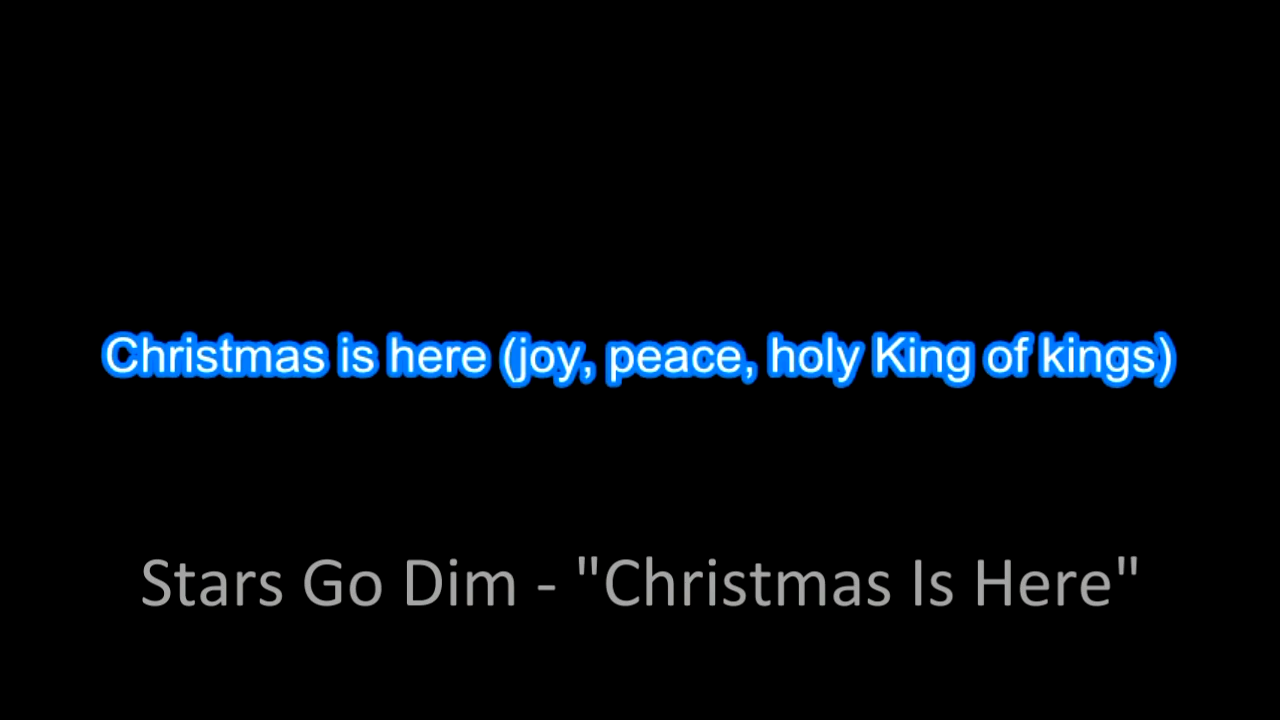 Christmas is here (joy, peace, holy King of kings)
Stars Go Dim - "Christmas Is Here"